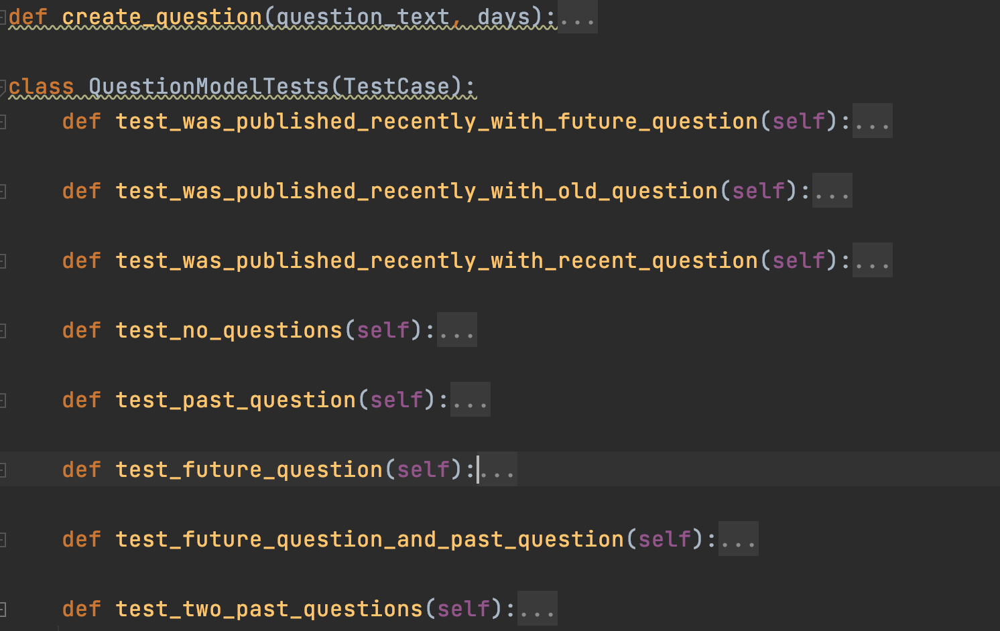 def create_question(question_text, days):...
class QuestionModelTests(TestCase):
def test_was_published_recently_with_future_question(self):...
def test_was_published_recently_with_old_question(self):...
def test_was_published_recently_with_recent_question(self):...
def test_no_questions(self):...
def test_past_question(self):...
def test_future_question(self):...
def test_future_question_and_past_question(self):...
def test_two_past_questions(self):...